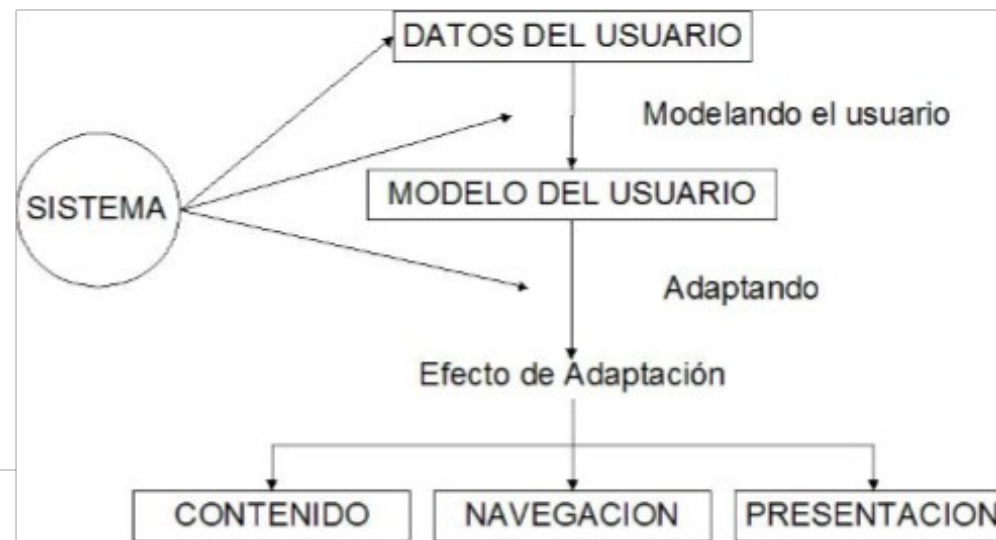 DATOS DEL USUARIO
Modelando el usuario
SISTEMA
MODELO DEL USUARIO
Adaptando
Efecto de Adaptación
CONTENIDO
NAVEGACION
PRESENTACION